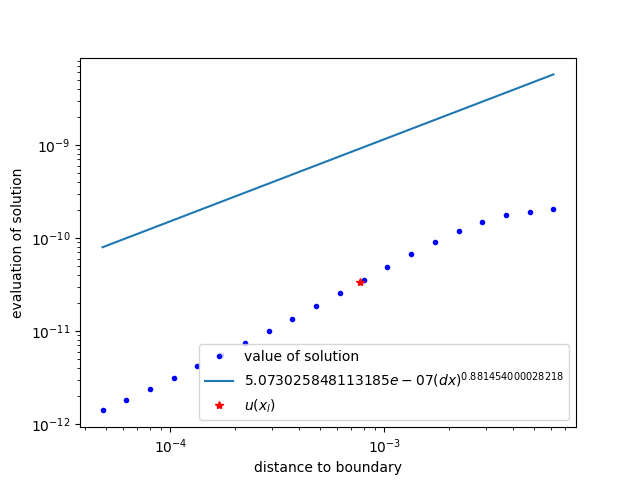 evaluation of solution
10⁻⁹
10⁻¹⁰
10⁻¹¹
10⁻¹²
value of solution
5.073025848113185e − 07(dx)^0.881454000028218
u(x_l)
10⁻⁴
10⁻³
distance to boundary